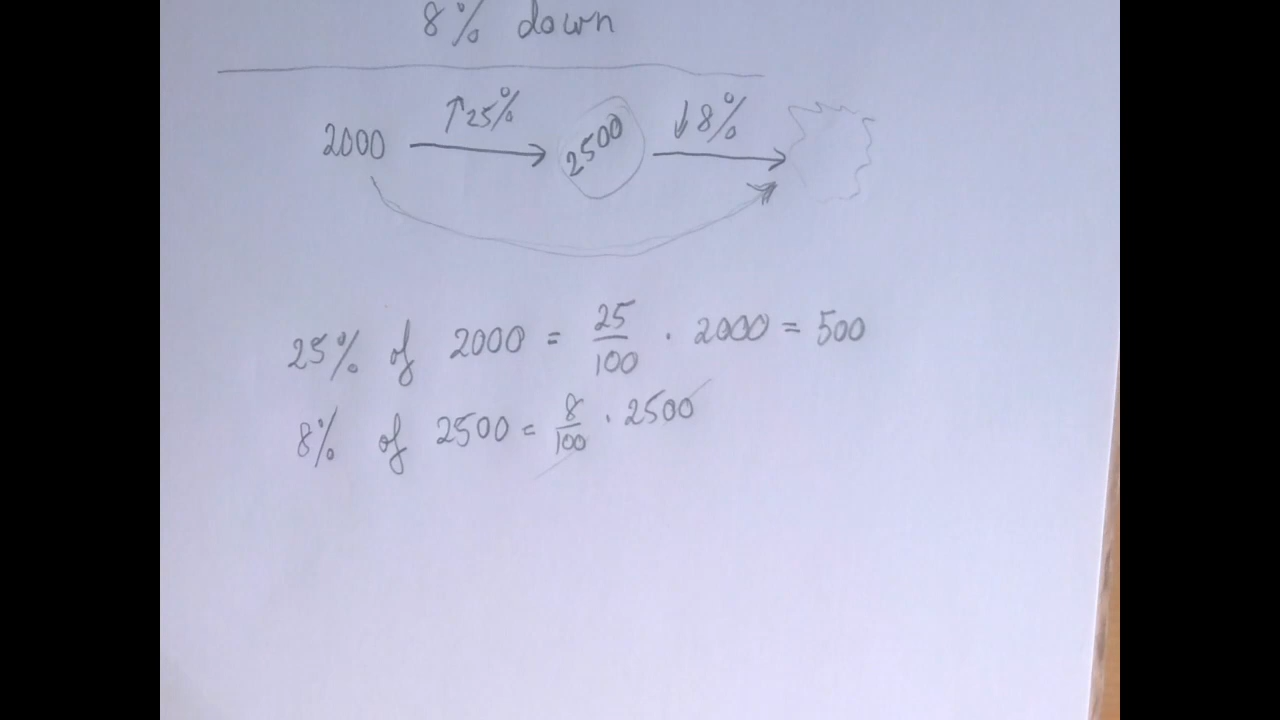 8% down
2000 ↑25% 2500 ↓8%
25% of 2000 = 25/100 · 2000 = 500
8% of 2500 = 8/100 · 2500